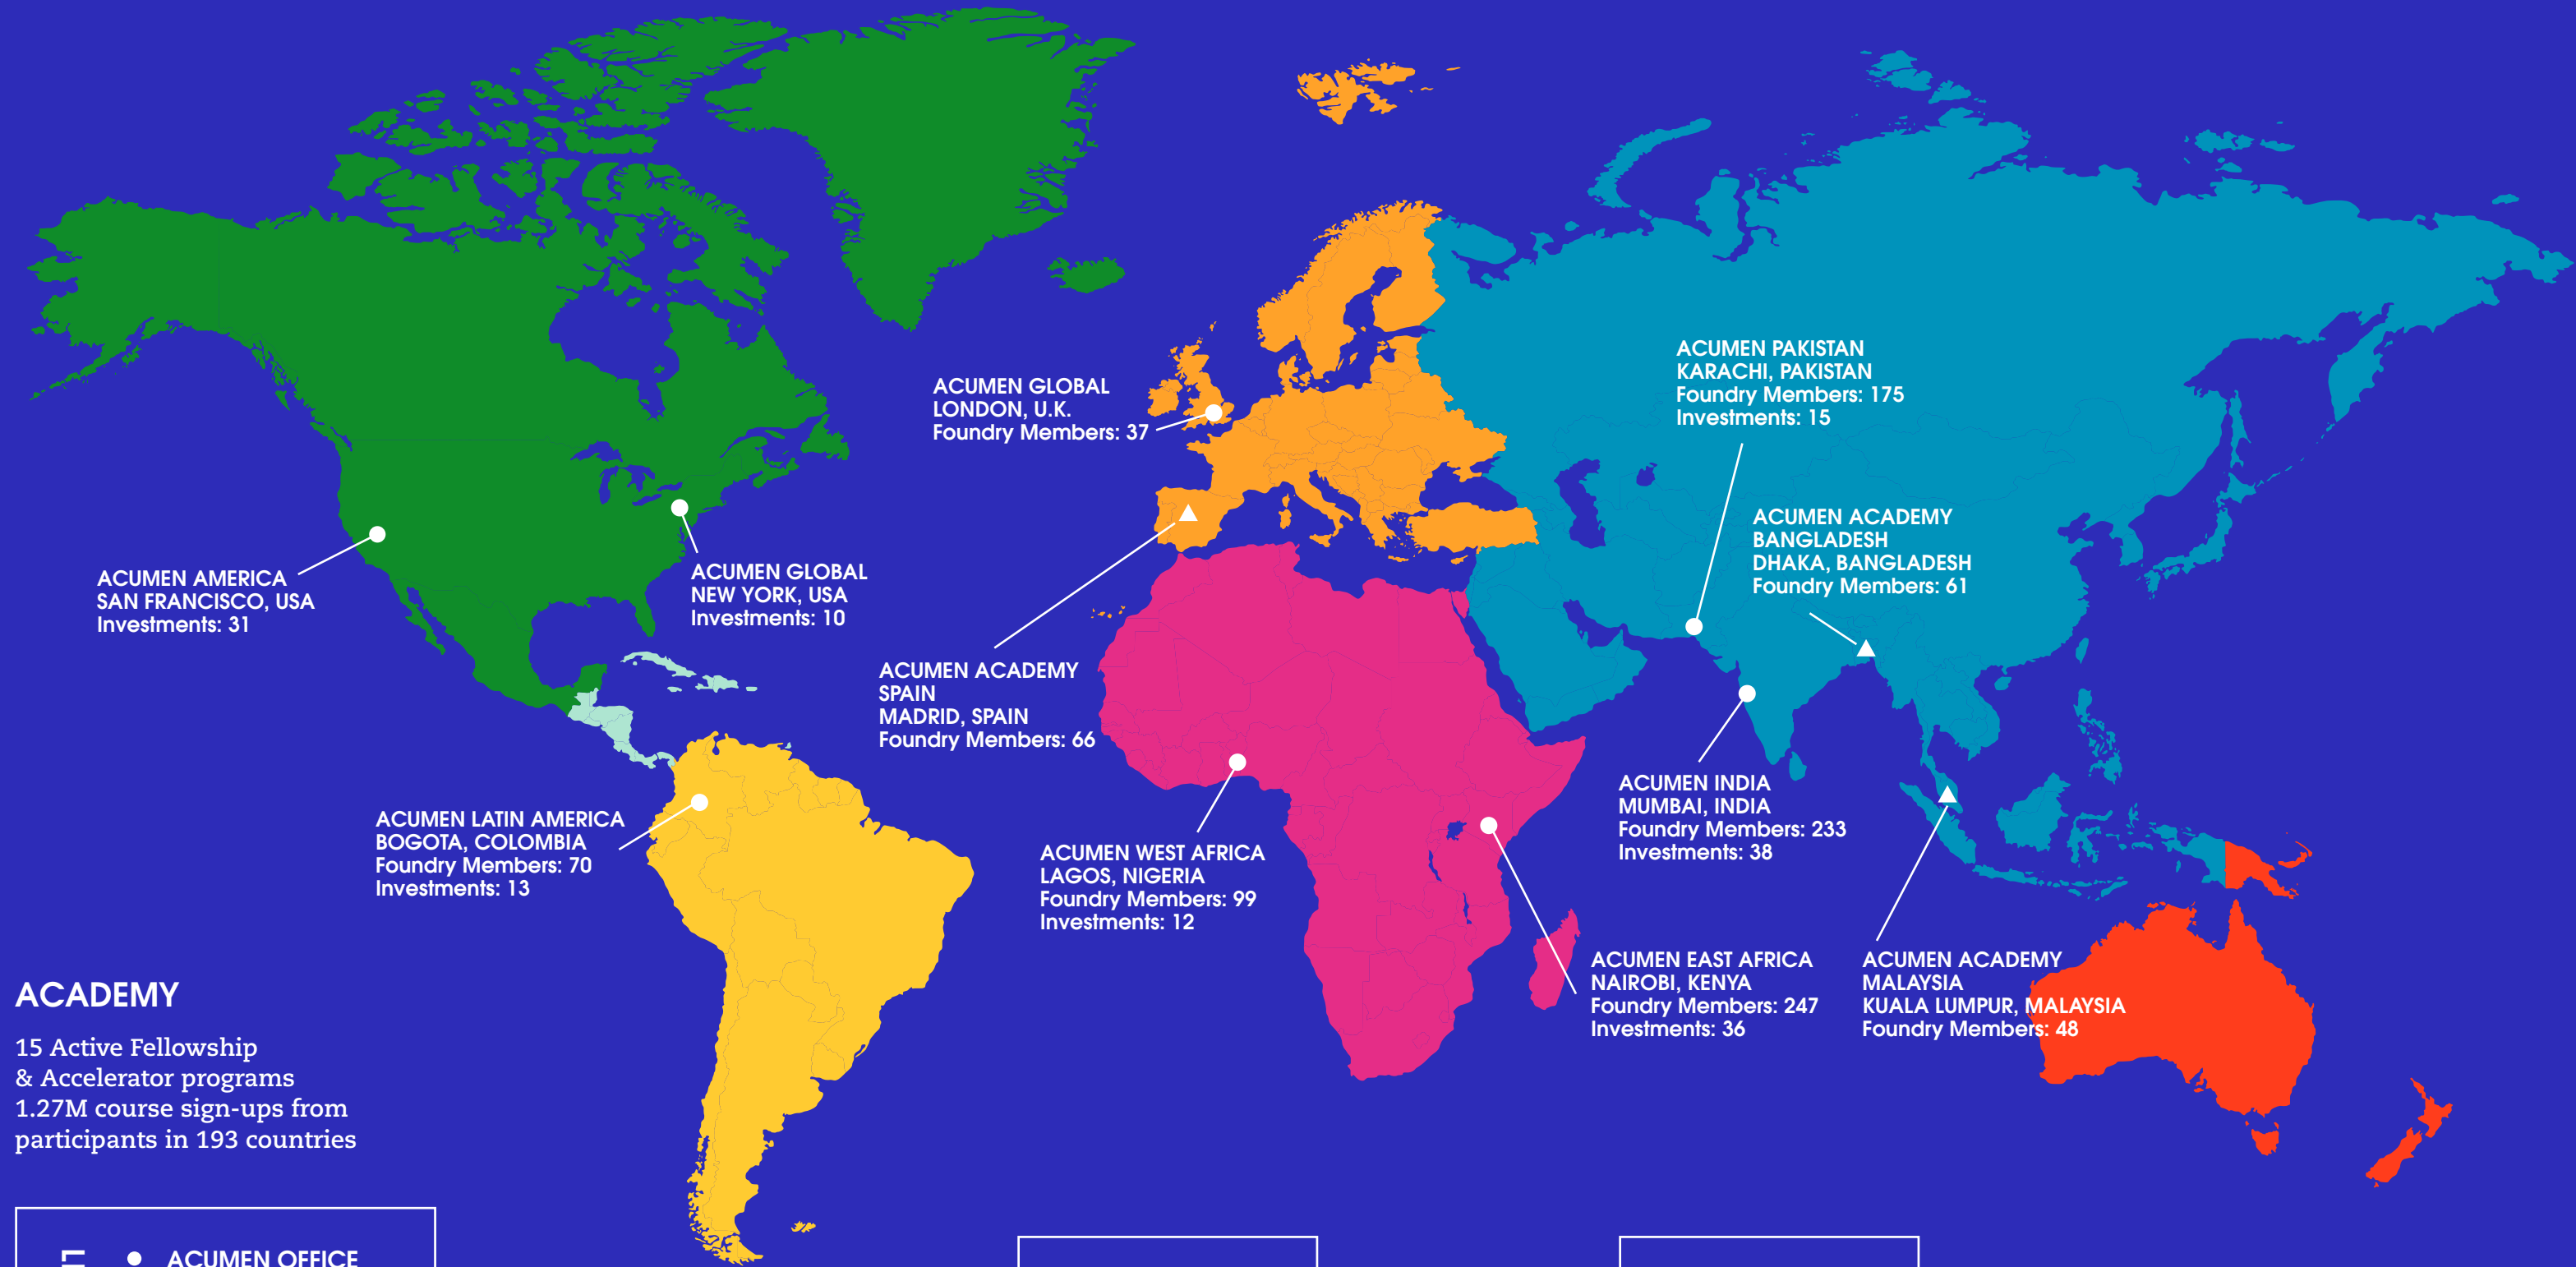 ACUMEN GLOBAL
LONDON, U.K.
Foundry Members: 37
ACUMEN PAKISTAN
KARACHI, PAKISTAN
Foundry Members: 175
Investments: 15
ACUMEN ACADEMY
BANGLADESH
DHAKA, BANGLADESH
Foundry Members: 61
ACUMEN AMERICA
SAN FRANCISCO, USA
Investments: 31
ACUMEN GLOBAL
NEW YORK, USA
Investments: 10
ACUMEN ACADEMY
SPAIN
MADRID, SPAIN
Foundry Members: 66
ACUMEN LATIN AMERICA
BOGOTA, COLOMBIA
Foundry Members: 70
Investments: 13
ACUMEN WEST AFRICA
LAGOS, NIGERIA
Foundry Members: 99
Investments: 12
ACUMEN INDIA
MUMBAI, INDIA
Foundry Members: 233
Investments: 38
ACUMEN EAST AFRICA
NAIROBI, KENYA
Foundry Members: 247
Investments: 36
ACUMEN ACADEMY
MALAYSIA
KUALA LUMPUR, MALAYSIA
Foundry Members: 48
ACADEMY
15 Active Fellowship
& Accelerator programs
1.27M course sign-ups from
participants in 193 countries
ACUMEN OFFICE